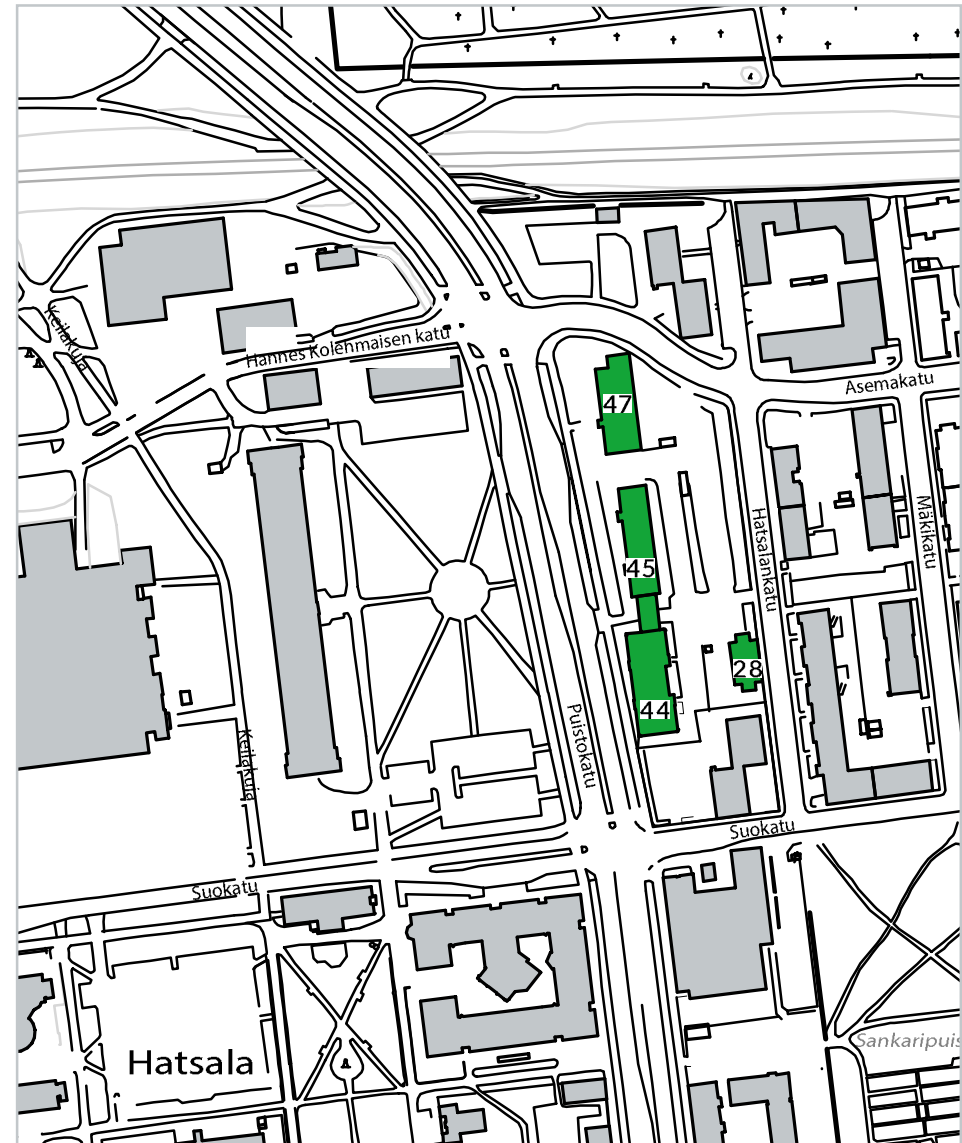 Keilakuja
Hannes Kolehmaisen katu
Asemakatu
47
Mäkikatu
Hatsalankatu
45
28
44
Puistokatu
Keilakuja
Suokatu
Suokatu
Sankaripuis
Hatsala